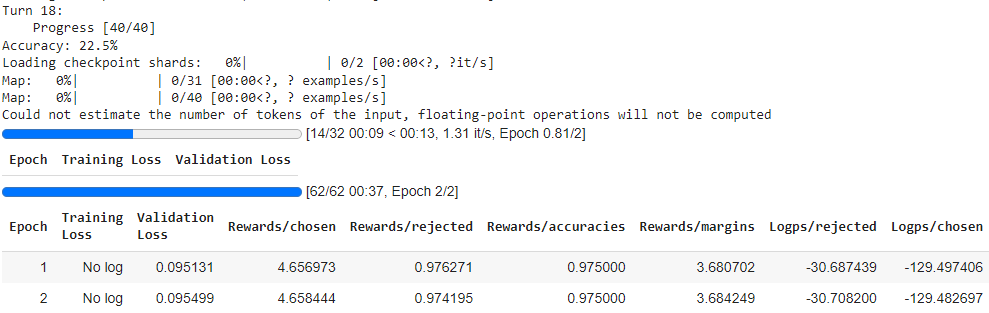 Turn 18:
Progress [40/40]
Accuracy: 22.5%
Loading checkpoint shards:   0%|          | 0/2 [00:00<?, ?it/s]
Map:   0%|          | 0/31 [00:00<?, ? examples/s]
Map:   0%|          | 0/40 [00:00<?, ? examples/s]
Could not estimate the number of tokens of the input, floating-point operations will not be computed
[14/32 00:09 < 00:13, 1.31 it/s, Epoch 0.81/2]
Epoch Training Loss Validation Loss
[62/62 00:37, Epoch 2/2]
Epoch Training Loss Validation Loss Rewards/chosen Rewards/rejected Rewards/accuracies Rewards/margins Logps/rejected Logps/chosen
1 No log 0.095131 4.656973 0.976271 0.975000 3.680702 -30.687439 -129.497406
2 No log 0.095499 4.658444 0.974195 0.975000 3.684249 -30.708200 -129.482697